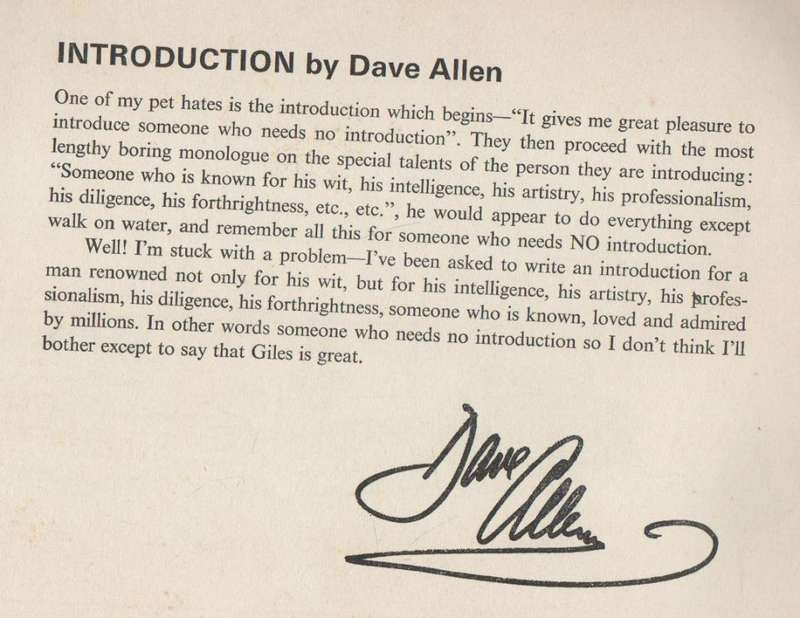 INTRODUCTION by Dave Allen
One of my pet hates is the introduction which begins—“It gives me great pleasure to
introduce someone who needs no introduction”. They then proceed with the most
lengthy boring monologue on the special talents of the person they are introducing:
“Someone who is known for his wit, his intelligence, his artistry, his professionalism,
his diligence, his forthrightness, etc., etc.”, he would appear to do everything except
walk on water, and remember all this for someone who needs NO introduction.
Well! I’m stuck with a problem—I’ve been asked to write an introduction for a
man renowned not only for his wit, but for his intelligence, his artistry, his profes-
sionalism, his diligence, his forthrightness, someone who is known, loved and admired
by millions. In other words someone who needs no introduction so I don’t think I’ll
bother except to say that Giles is great.
Dave Allen